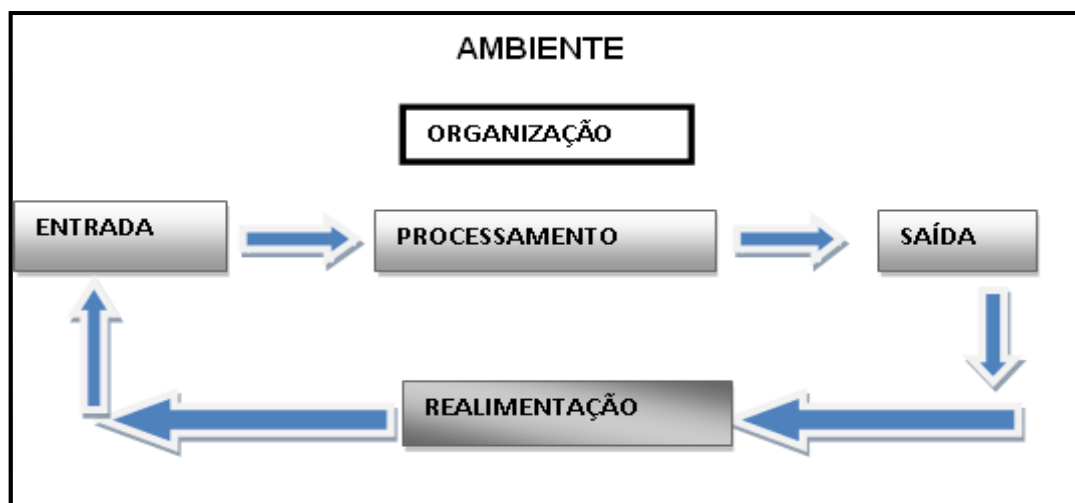 AMBIENTE
ORGANIZAÇÃO
ENTRADA
PROCESSAMENTO
SAÍDA
REALIMENTAÇÃO